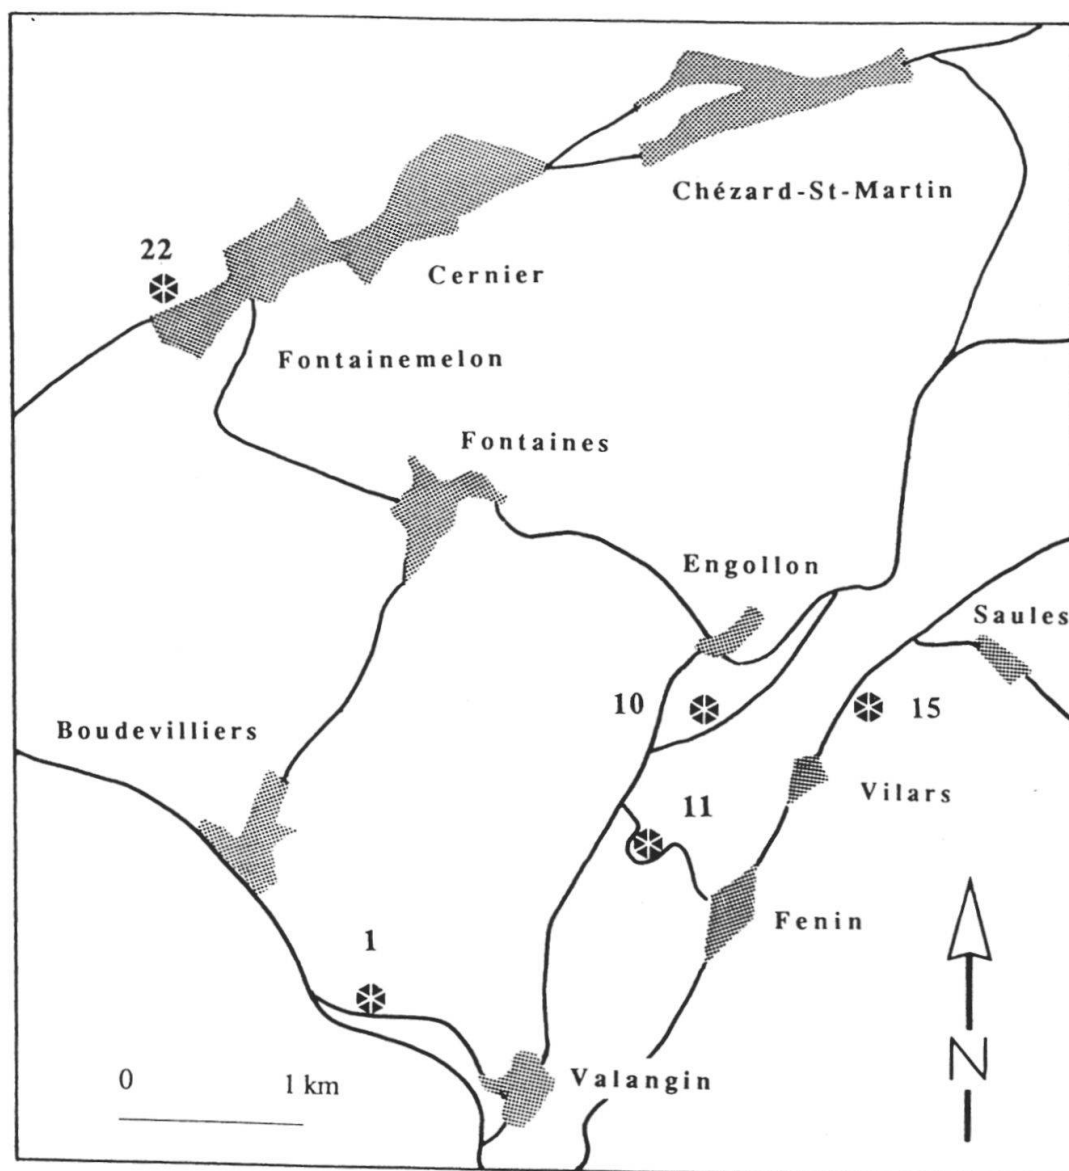 Chézard-St-Martin
22
Cernier
Fontainemelon
Fontaines
Engollon
Saules
10
15
Boudevilliers
Vilars
11
Fenin
1
Valangin
0
1 km
N